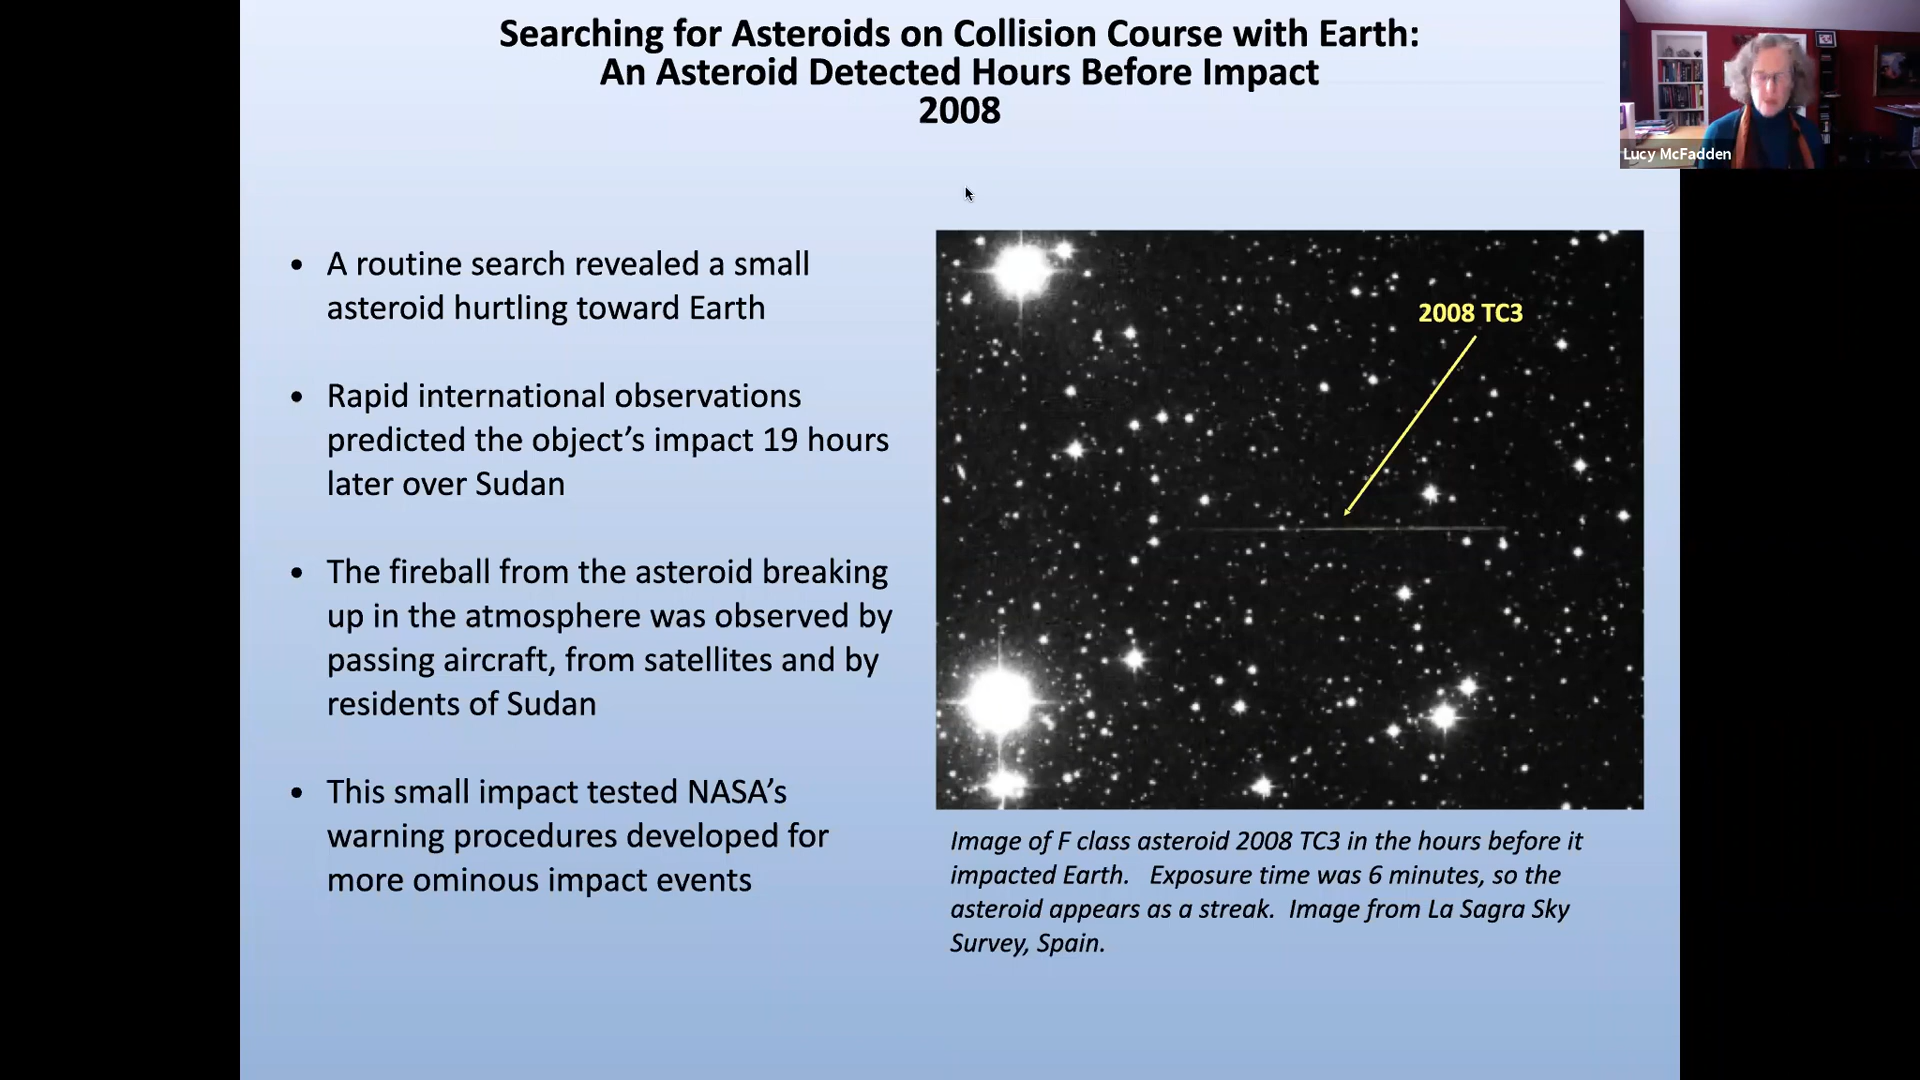 Searching for Asteroids on Collision Course with Earth:
An Asteroid Detected Hours Before Impact
2008
Lucy McFadden
• A routine search revealed a small
asteroid hurtling toward Earth
• Rapid international observations
predicted the object’s impact 19 hours
later over Sudan
• The fireball from the asteroid breaking
up in the atmosphere was observed by
passing aircraft, from satellites and by
residents of Sudan
• This small impact tested NASA’s
warning procedures developed for
more ominous impact events
2008 TC3
Image of F class asteroid 2008 TC3 in the hours before it
impacted Earth.   Exposure time was 6 minutes, so the
asteroid appears as a streak.  Image from La Sagra Sky
Survey, Spain.